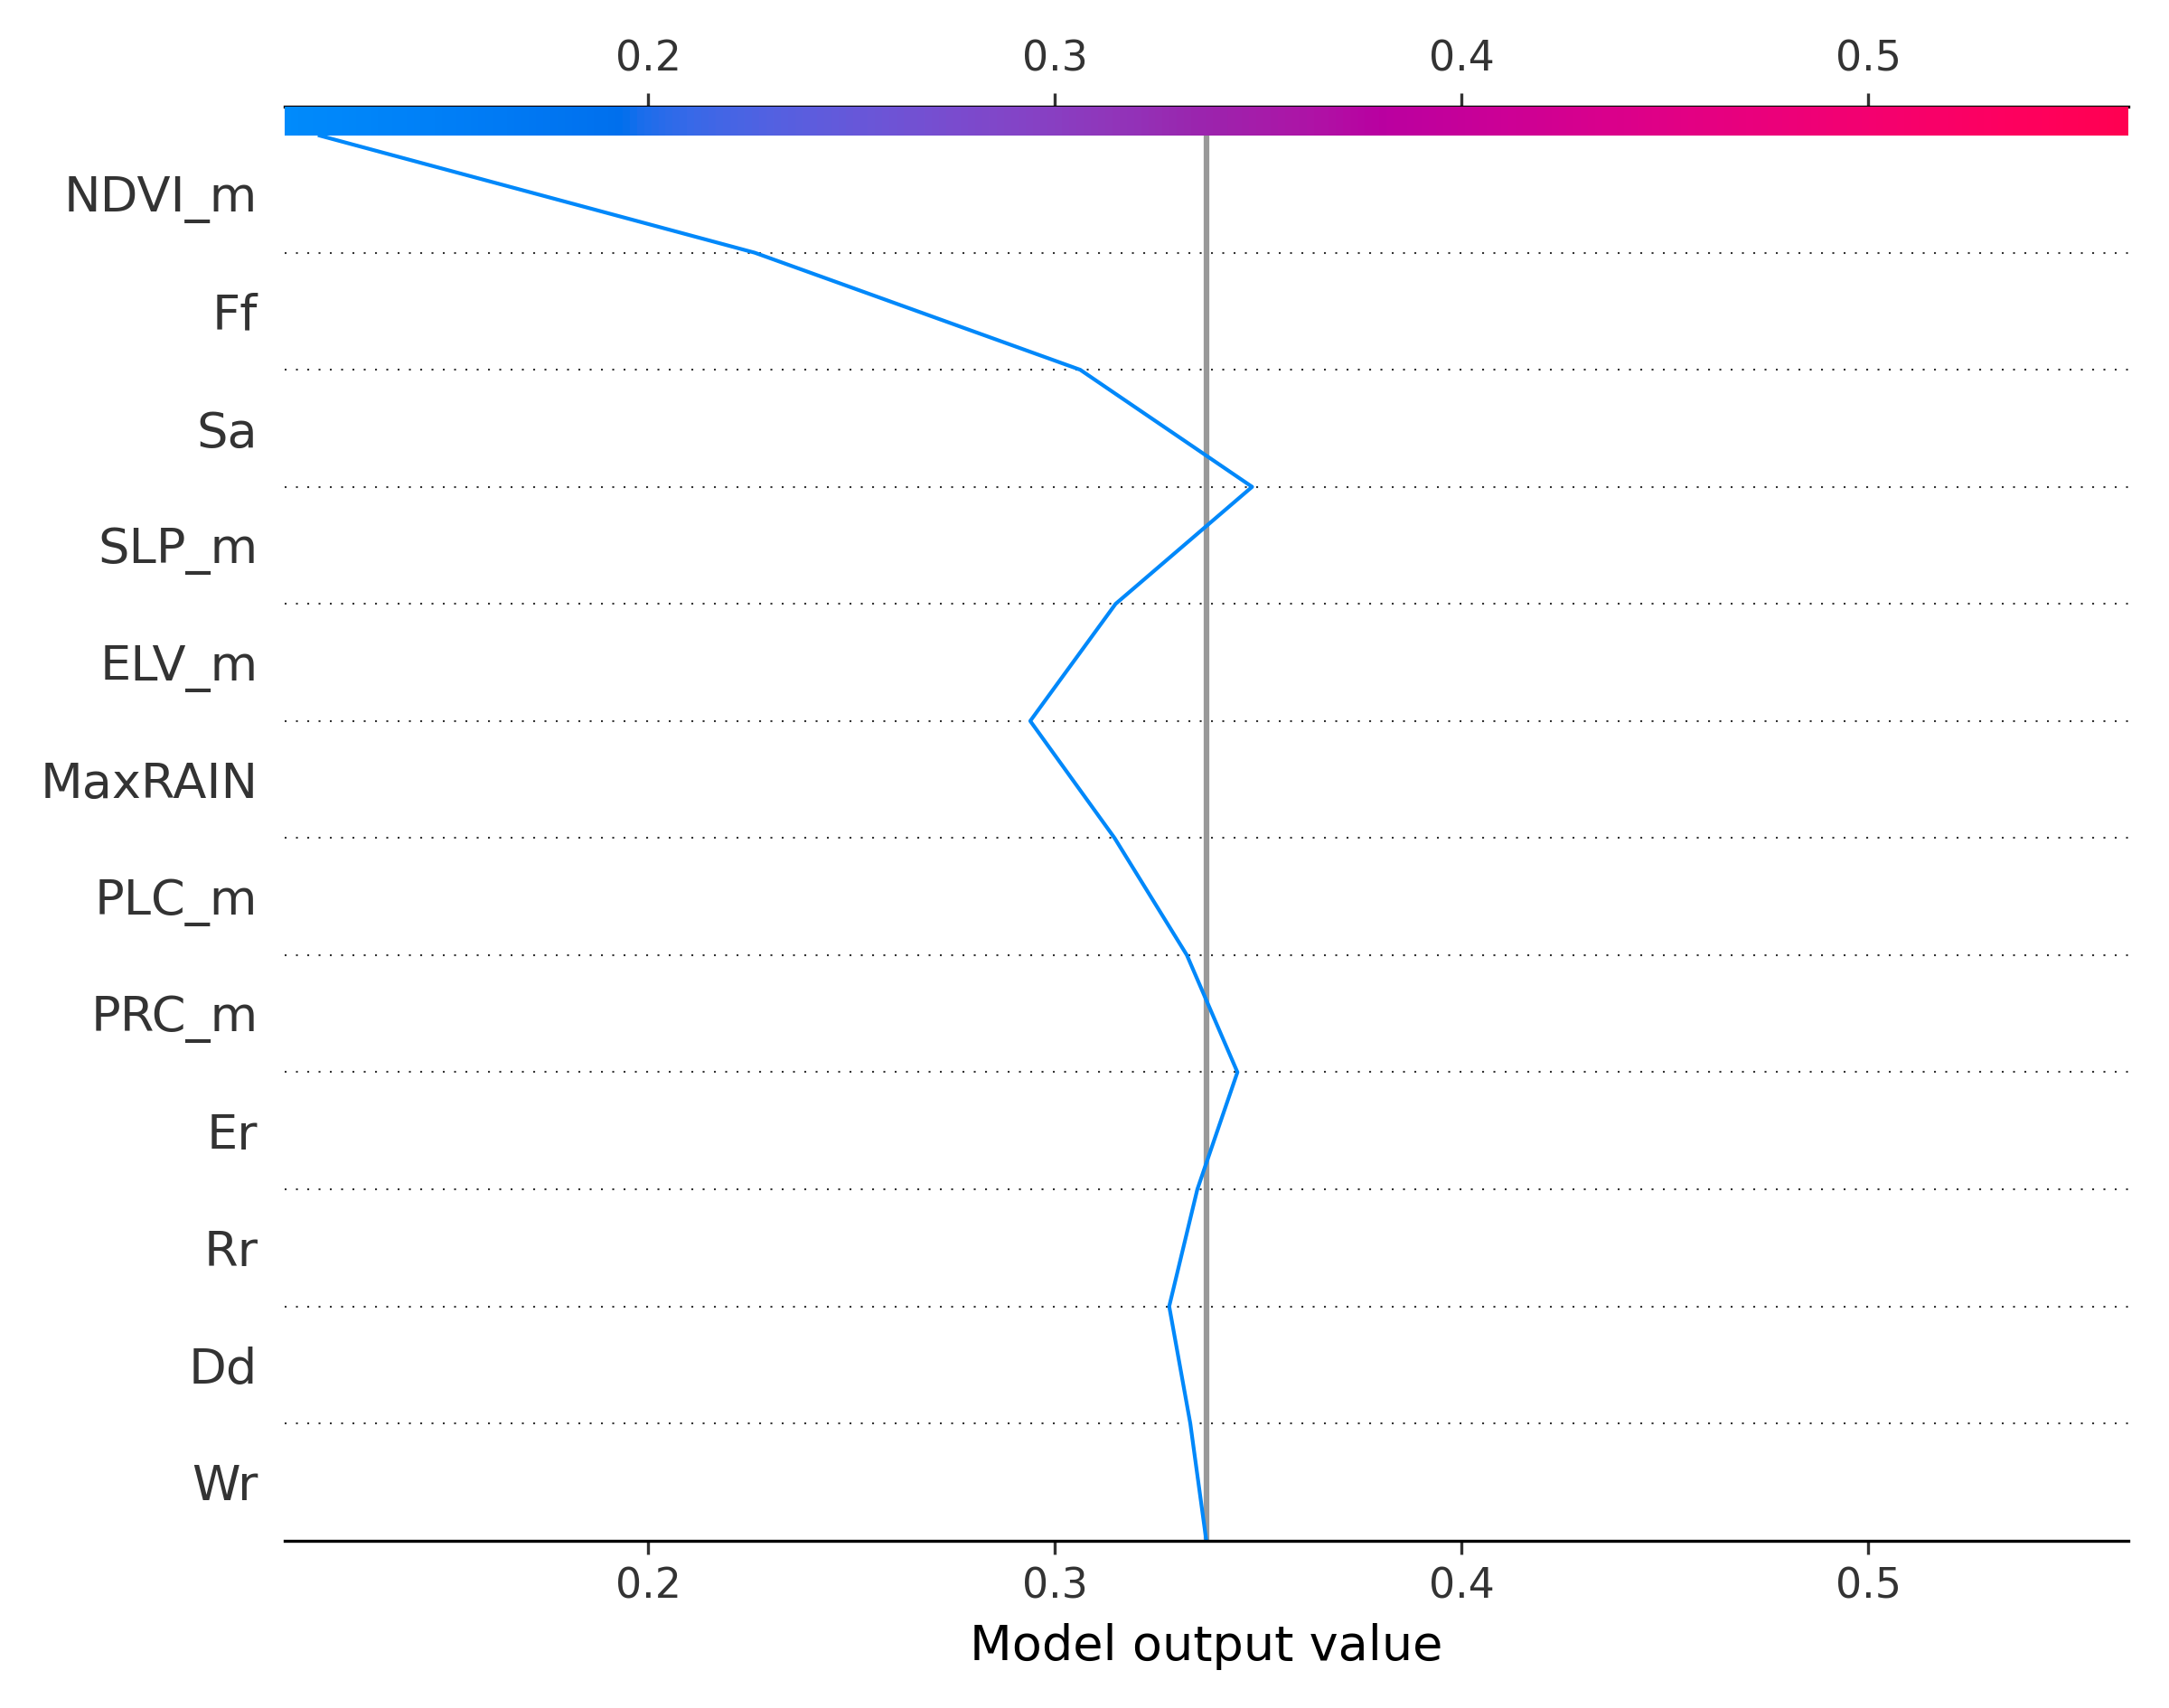 0.2 0.3 0.4 0.5
NDVI_m
Ff
Sa
SLP_m
ELV_m
MaxRAIN
PLC_m
PRC_m
Er
Rr
Dd
Wr
0.2 0.3 0.4 0.5
Model output value